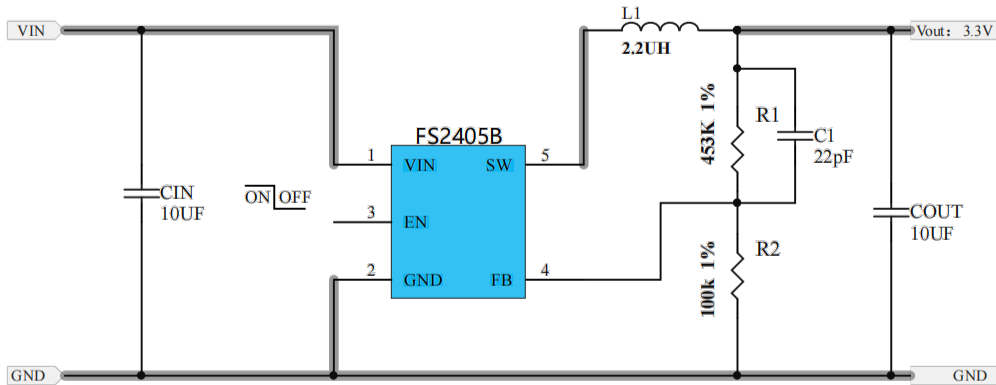 VIN
L1
2.2UH
Vout: 3.3V
453K 1%
R1
C1
22pF
FS2405B
1
VIN
SW
5
CIN
10UF
ON
OFF
3
EN
COUT
10UF
2
GND
FB
4
100k 1%
R2
GND
GND